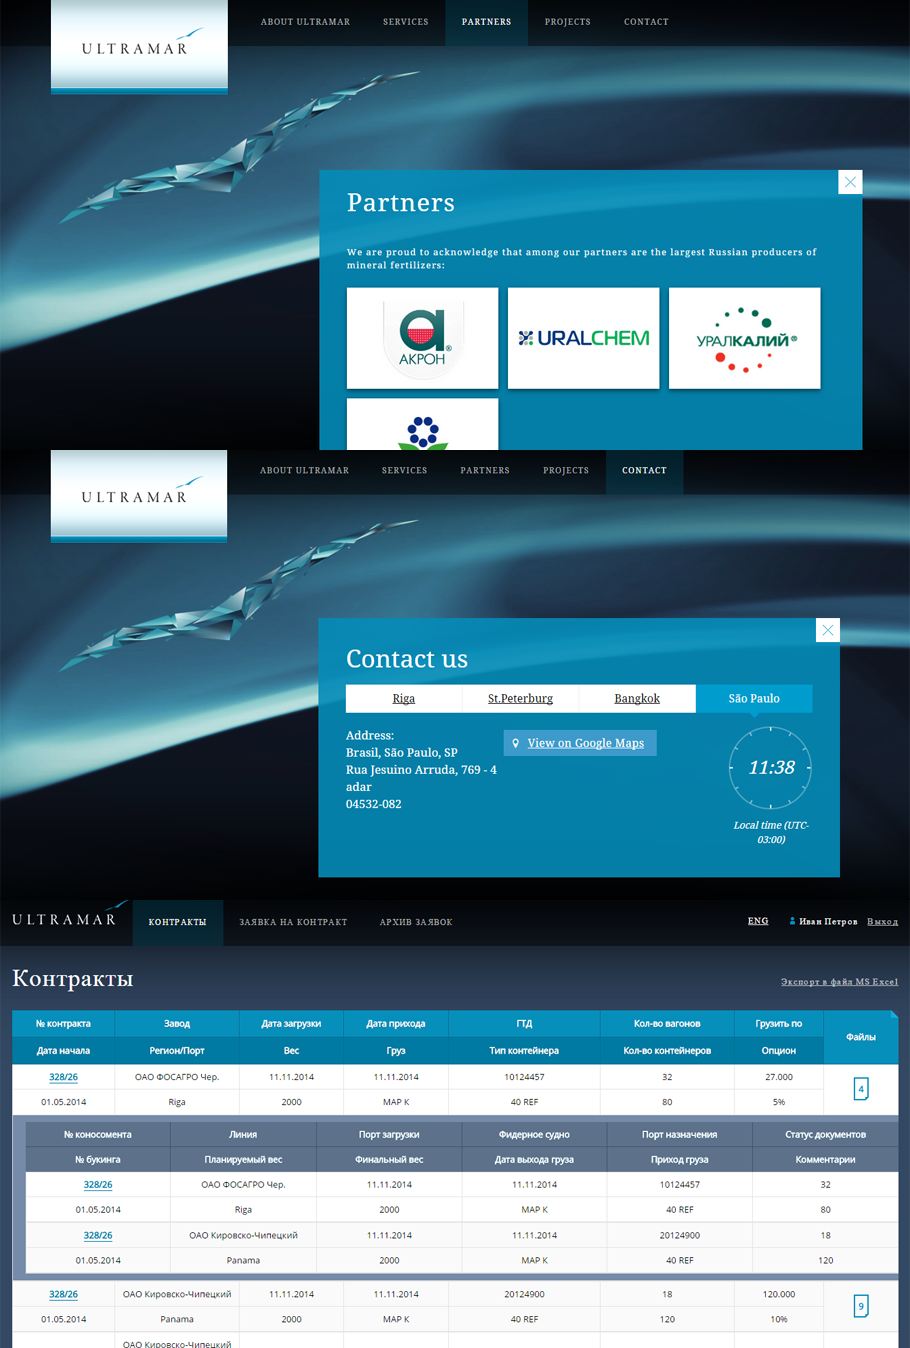 ULTRAMAR
ABOUT ULTRAMAR SERVICES PARTNERS PROJECTS CONTACT
Partners
We are proud to acknowledge that among our partners are the largest Russian producers of
mineral fertilizers:
АКРОН®
URALCHEM
УРАЛКАЛИЙ®
ULTRAMAR
ABOUT ULTRAMAR SERVICES PARTNERS PROJECTS CONTACT
Contact us
Riga St.Peterburg Bangkok São Paulo
Address:
Brasil, São Paulo, SP
Rua Jesuino Arruda, 769 - 4
adar
04532-082
View on Google Maps
11:38
Local time (UTC-
03:00)
ULTRAMAR
КОНТРАКТЫ ЗАЯВКА НА КОНТРАКТ АРХИВ ЗАЯВОК ENG Иван Петров Выход
Контракты
Экспорт в файл MS Excel
№ контракта Завод Дата загрузки Дата прихода ГТД Кол-во вагонов Грузить по Файлы
Дата начала Регион/Порт Вес Груз Тип контейнера Кол-во контейнеров Опцион
328/26 ОАО ФОСАГРО Чер. 11.11.2014 11.11.2014 10124457 32 27.000 4
01.05.2014 Riga 2000 MAP K 40 REF 80 5%
№ коносомента Линия Порт загрузки Фидерное судно Порт назначения Статус документов
№ букинга Планируемый вес Финальный вес Дата выхода груза Приход груза Комментарии
328/26 ОАО ФОСАГРО Чер. 11.11.2014 11.11.2014 10124457 32
01.05.2014 Riga 2000 MAP K 40 REF 80
328/26 ОАО Кировско-Чипецкий 11.11.2014 11.11.2014 20124900 18
01.05.2014 Panama 2000 MAP K 40 REF 120
328/26 ОАО Кировско-Чипецкий 11.11.2014 11.11.2014 20124900 18 120.000 9
01.05.2014 Panama 2000 MAP K 40 REF 120 10%
ОАО Кировско-Чипецкий